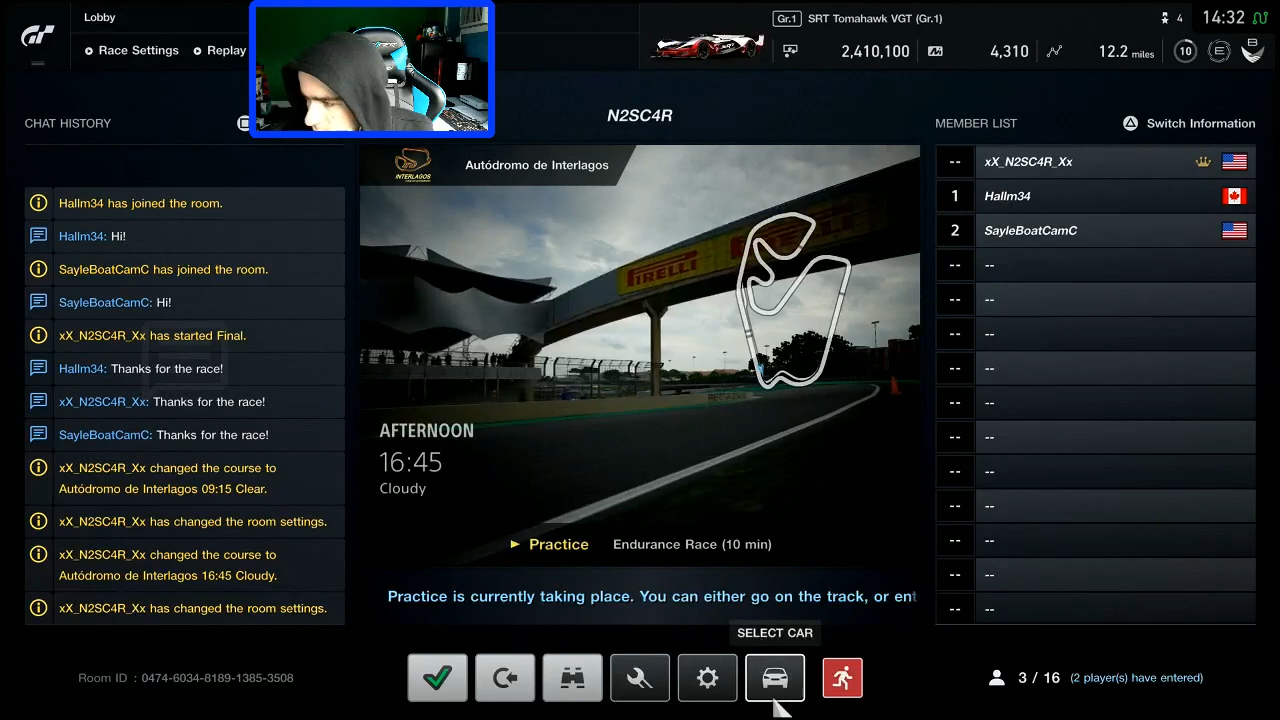 Lobby
Race Settings
Replay
Gr.1 SRT Tomahawk VGT (Gr.1)
4
14:32
2,410,100
4,310
12.2 miles
10
E
B
CHAT HISTORY
N2SC4R
MEMBER LIST
Switch Information
INTERLAGOS
Autódromo de Interlagos
PIRELLI
Hallm34 has joined the room.
Hallm34: Hi!
SayleBoatCamC has joined the room.
SayleBoatCamC: Hi!
xX_N2SC4R_Xx has started Final.
Hallm34: Thanks for the race!
xX_N2SC4R_Xx: Thanks for the race!
SayleBoatCamC: Thanks for the race!
xX_N2SC4R_Xx changed the course to
Autódromo de Interlagos 09:15 Clear.
xX_N2SC4R_Xx has changed the room settings.
xX_N2SC4R_Xx changed the course to
Autódromo de Interlagos 16:45 Cloudy.
xX_N2SC4R_Xx has changed the room settings.
AFTERNOON
16:45
Cloudy
Practice
Endurance Race (10 min)
Practice is currently taking place. You can either go on the track, or ent
-- xX_N2SC4R_Xx
1 Hallm34
2 SayleBoatCamC
-- --
-- --
-- --
-- --
-- --
-- --
-- --
-- --
-- --
-- --
-- --
SELECT CAR
Room ID : 0474-6034-8189-1385-3508
3 / 16 (2 player(s) have entered)